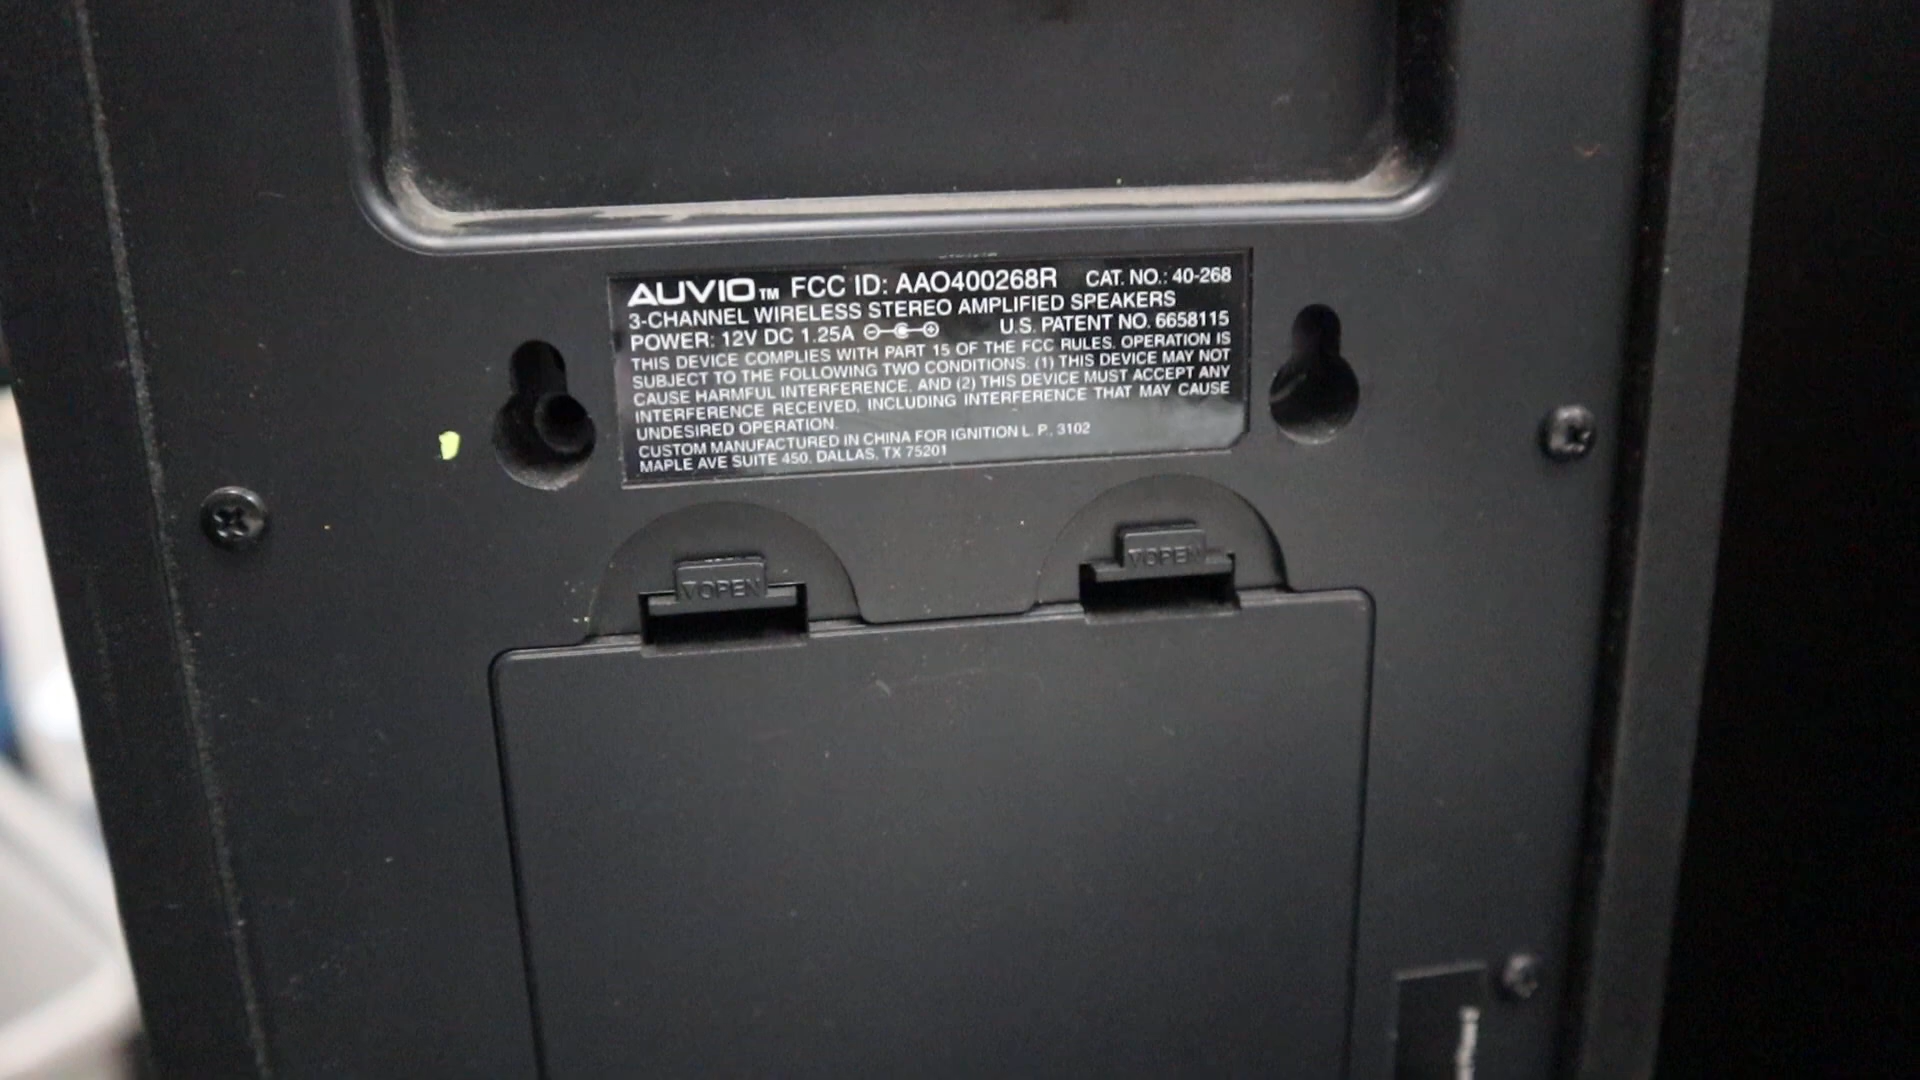 AUVIO™ FCC ID: AAO400268R CAT. NO.: 40-268
3-CHANNEL WIRELESS STEREO AMPLIFIED SPEAKERS
POWER: 12V DC 1.25A U.S. PATENT NO. 6658115
THIS DEVICE COMPLIES WITH PART 15 OF THE FCC RULES. OPERATION IS
SUBJECT TO THE FOLLOWING TWO CONDITIONS: (1) THIS DEVICE MAY NOT
CAUSE HARMFUL INTERFERENCE, AND (2) THIS DEVICE MUST ACCEPT ANY
INTERFERENCE RECEIVED, INCLUDING INTERFERENCE THAT MAY CAUSE
UNDESIRED OPERATION.
CUSTOM MANUFACTURED IN CHINA FOR IGNITION L. P., 3102
MAPLE AVE SUITE 450, DALLAS, TX 75201
▽OPEN ▽OPEN